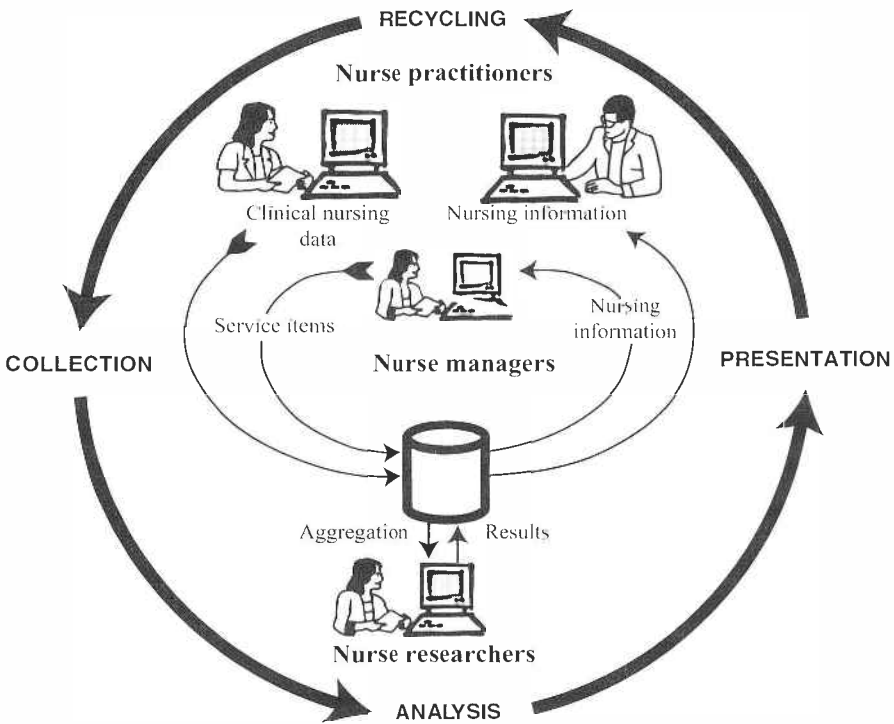 RECYCLING
Nurse practitioners
Clinical nursing
data
Nursing information
Service items
Nursing
information
Nurse managers
COLLECTION
PRESENTATION
Aggregation
Results
Nurse researchers
ANALYSIS